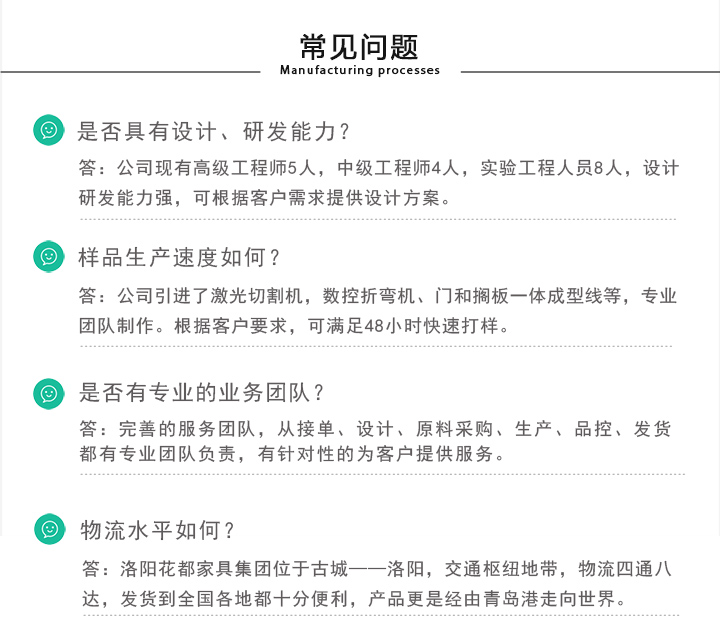 常见问题
Manufacturing processes
是否具有设计、研发能力？
答：公司现有高级工程师5人，中级工程师4人，实验工程人员8人，设计
研发能力强，可根据客户需求提供设计方案。
样品生产速度如何？
答：公司引进了激光切割机，数控折弯机、门和搁板一体成型线等，专业
团队制作。根据客户要求，可满足48小时快速打样。
是否有专业的业务团队？
答：完善的服务团队，从接单、设计、原料采购、生产、品控、发货
都有专业团队负责，有针对性的为客户提供服务。
物流水平如何？
答：洛阳花都家具集团位于古城——洛阳，交通枢纽地带，物流四通八
达，发货到全国各地都十分便利，产品更是经由青岛港走向世界。